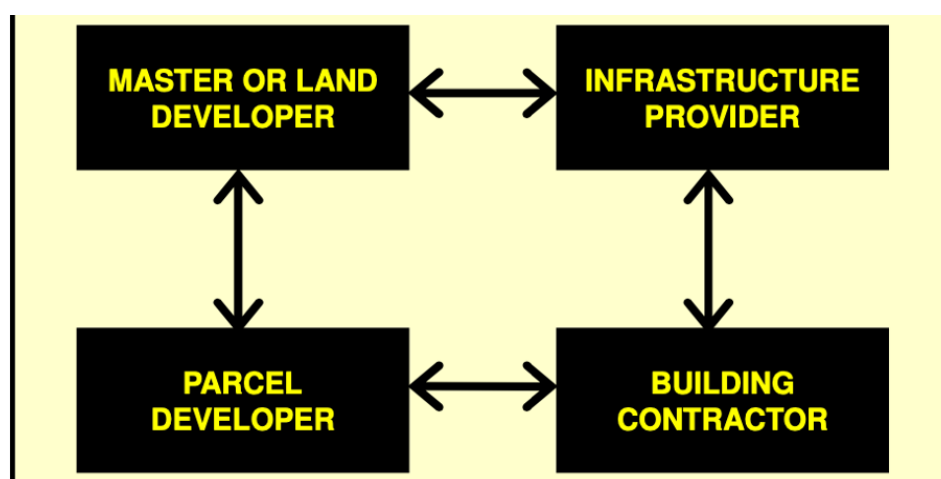 MASTER OR LAND
DEVELOPER
INFRASTRUCTURE
PROVIDER
PARCEL
DEVELOPER
BUILDING
CONTRACTOR